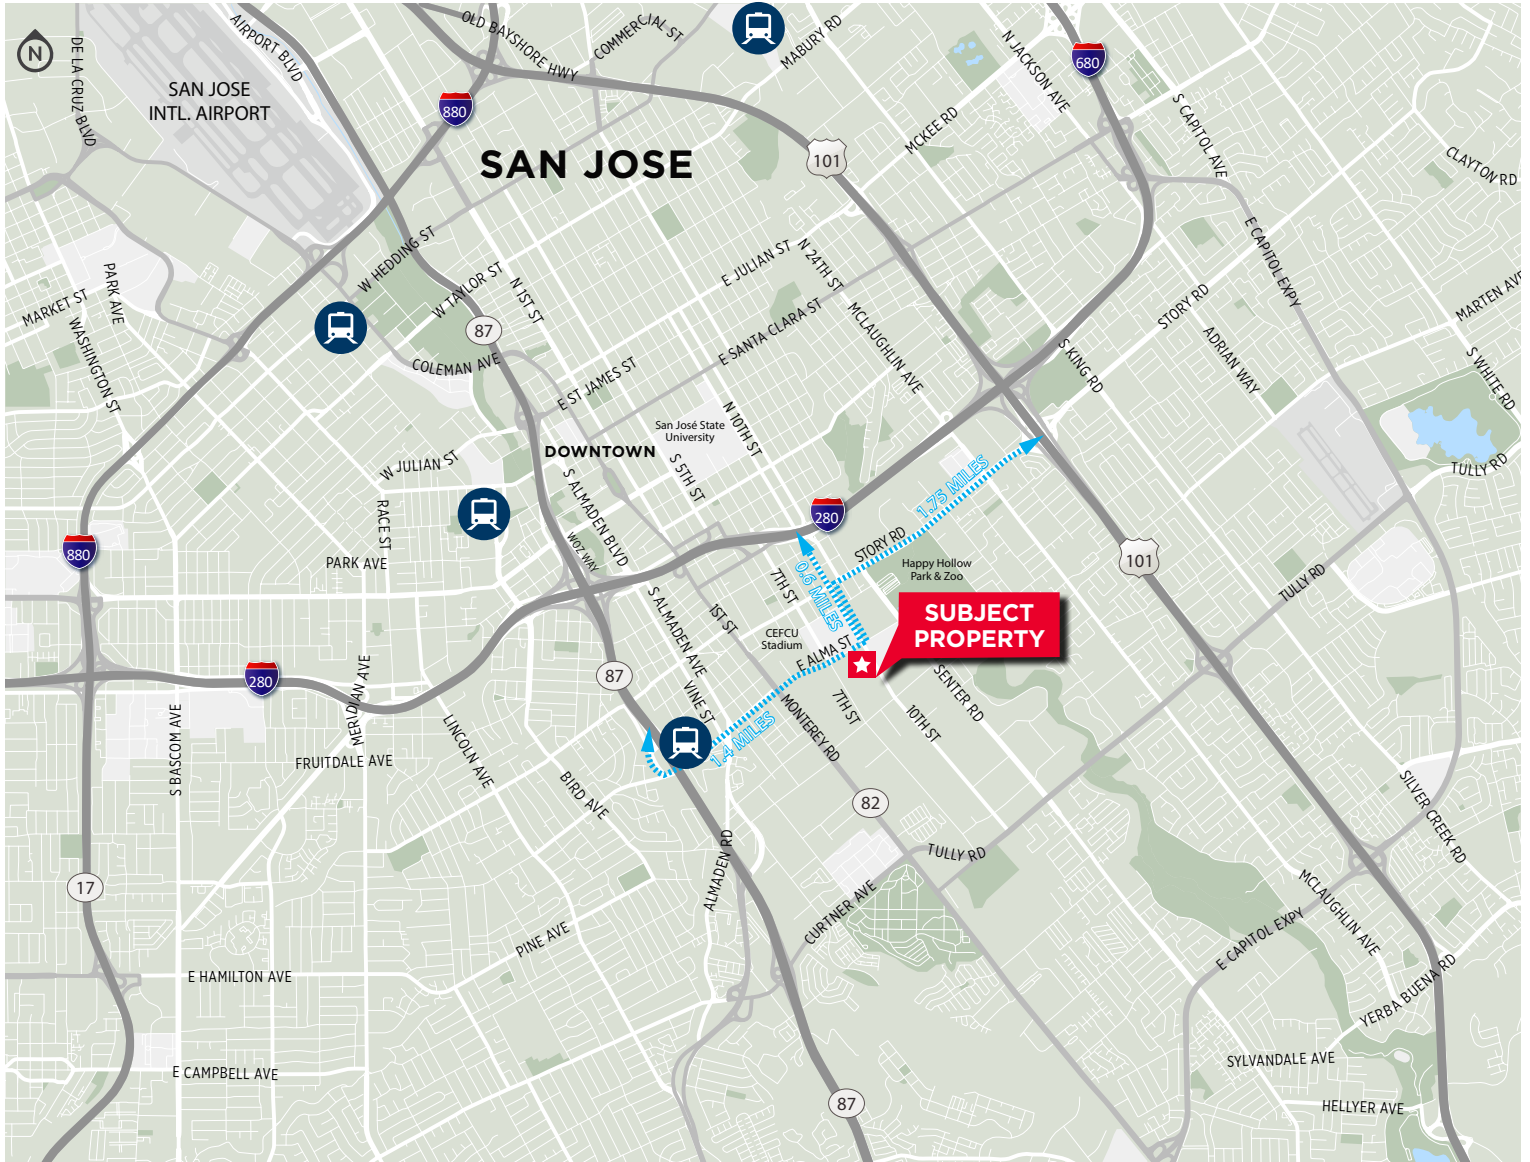 OLD BAYSHORE HWY
COMMERCIAL ST
MABURY RD
N JACKSON AVE
680
N
DE LA CRUZ BLVD
AIRPORT BLVD
SAN JOSE
INTL. AIRPORT
880
S CAPITOL AVE
MCKEE RD
SAN JOSE
101
CLAYTON RD
W HEDDING ST
E JULIAN ST
N 24TH ST
E CAPITOL EXPY
PARK AVE
MARKET ST
W TAYLOR ST
N 1ST ST
STORY RD
MARTEN AVE
WASHINGTON ST
87
COLEMAN AVE
E SANTA CLARA ST
MCLAUGHLIN AVE
S KING RD
ADRIAN WAY
S WHITE RD
E ST JAMES ST
N 10TH ST
San José State
University
DOWNTOWN
W JULIAN ST
S 5TH ST
S ALMADEN BLVD
TULLY RD
1.75 MILES
RACE ST
280
880
WOZ WAY
PARK AVE
STORY RD
101
Happy Hollow
Park & Zoo
0.6 MILES
7TH ST
TULLY RD
S ALMADEN AVE
1ST ST
SUBJECT
PROPERTY
CEFCU
Stadium
E ALMA ST
280
87
MERIDIAN AVE
VINE ST
SENTER RD
7TH ST
10TH ST
MONTEREY RD
S BASCOM AVE
LINCOLN AVE
1.4 MILES
FRUITDALE AVE
BIRD AVE
82
SILVER CREEK RD
TULLY RD
ALMADEN RD
17
CURTNER AVE
MCLAUGHLIN AVE
PINE AVE
E CAPITOL EXPY
YERBA BUENA RD
E HAMILTON AVE
SYLVANDALE AVE
E CAMPBELL AVE
87
HELLYER AVE